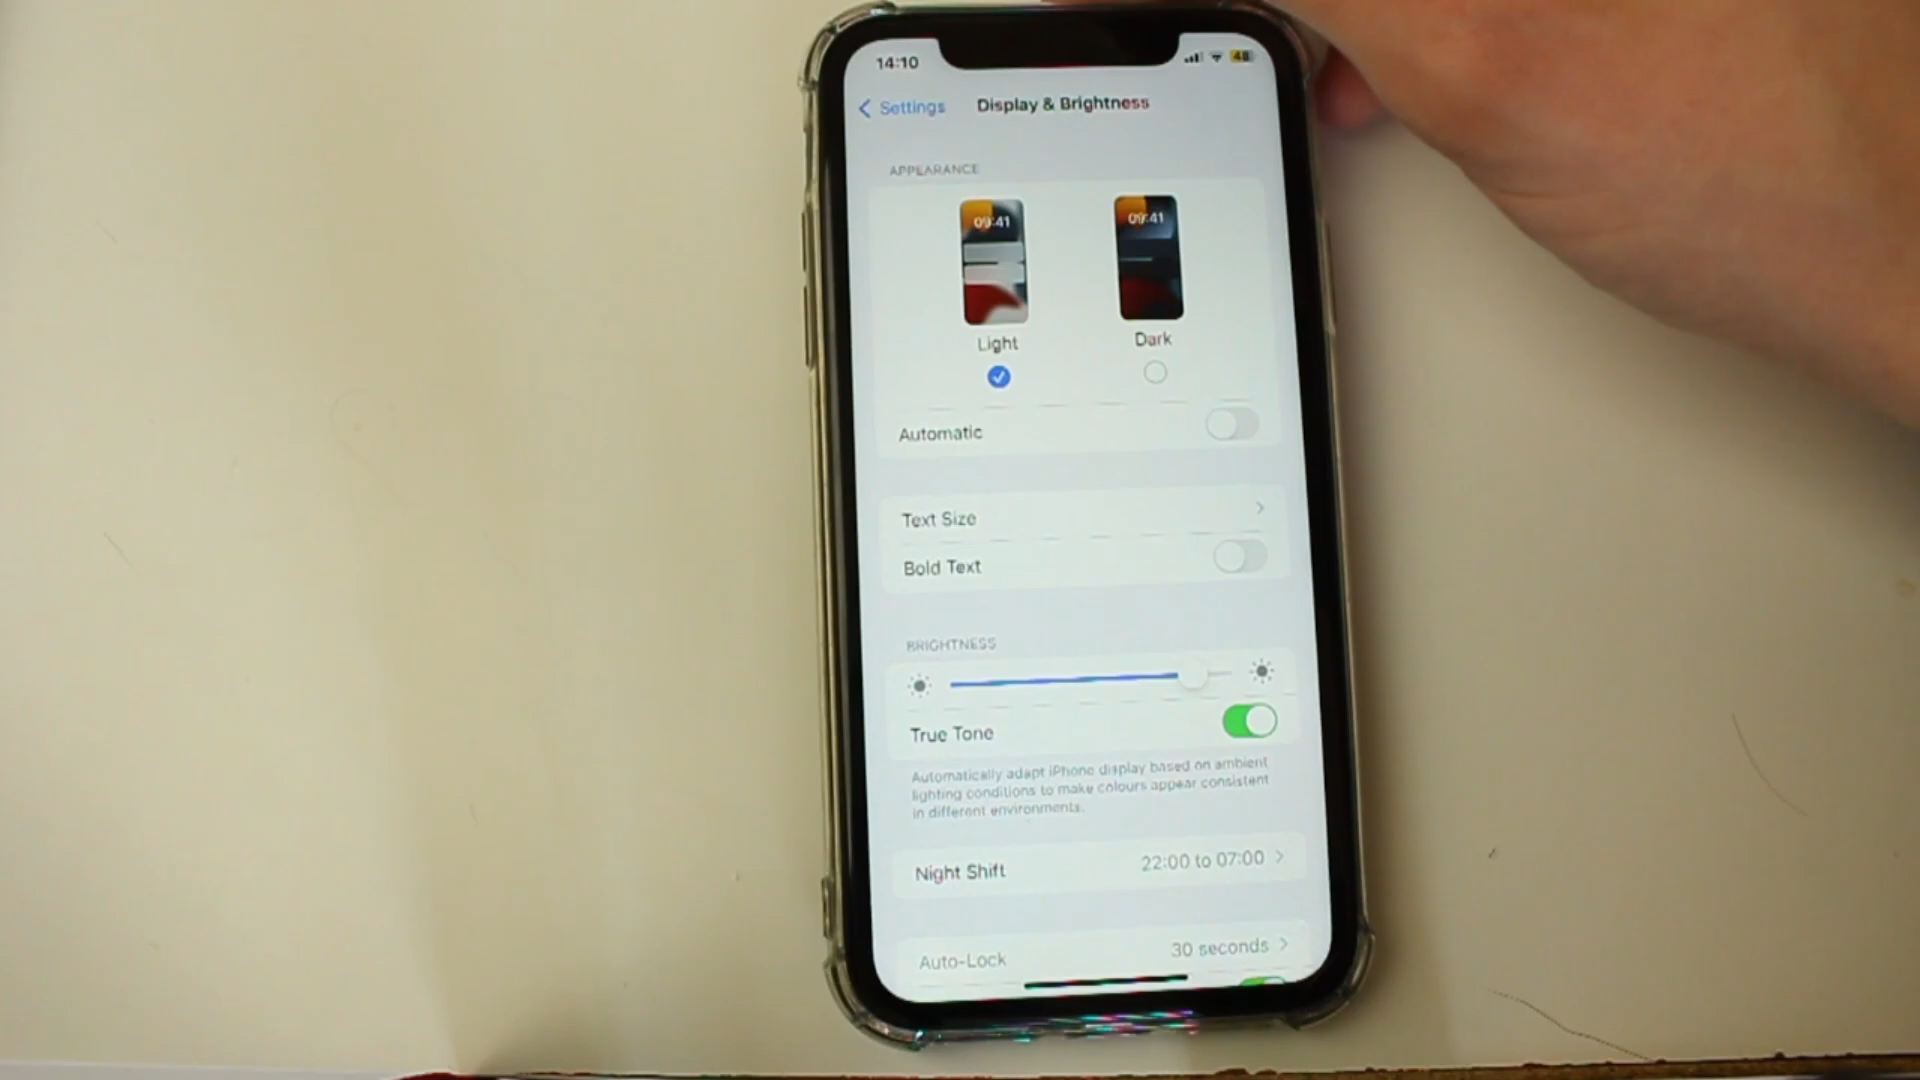 14:10
48
Settings
Display & Brightness
APPEARANCE
09:41
09:41
Light
Dark
Automatic
Text Size
Bold Text
BRIGHTNESS
True Tone
Automatically adapt iPhone display based on ambient
lighting conditions to make colours appear consistent
in different environments.
Night Shift
22:00 to 07:00
Auto-Lock
30 seconds